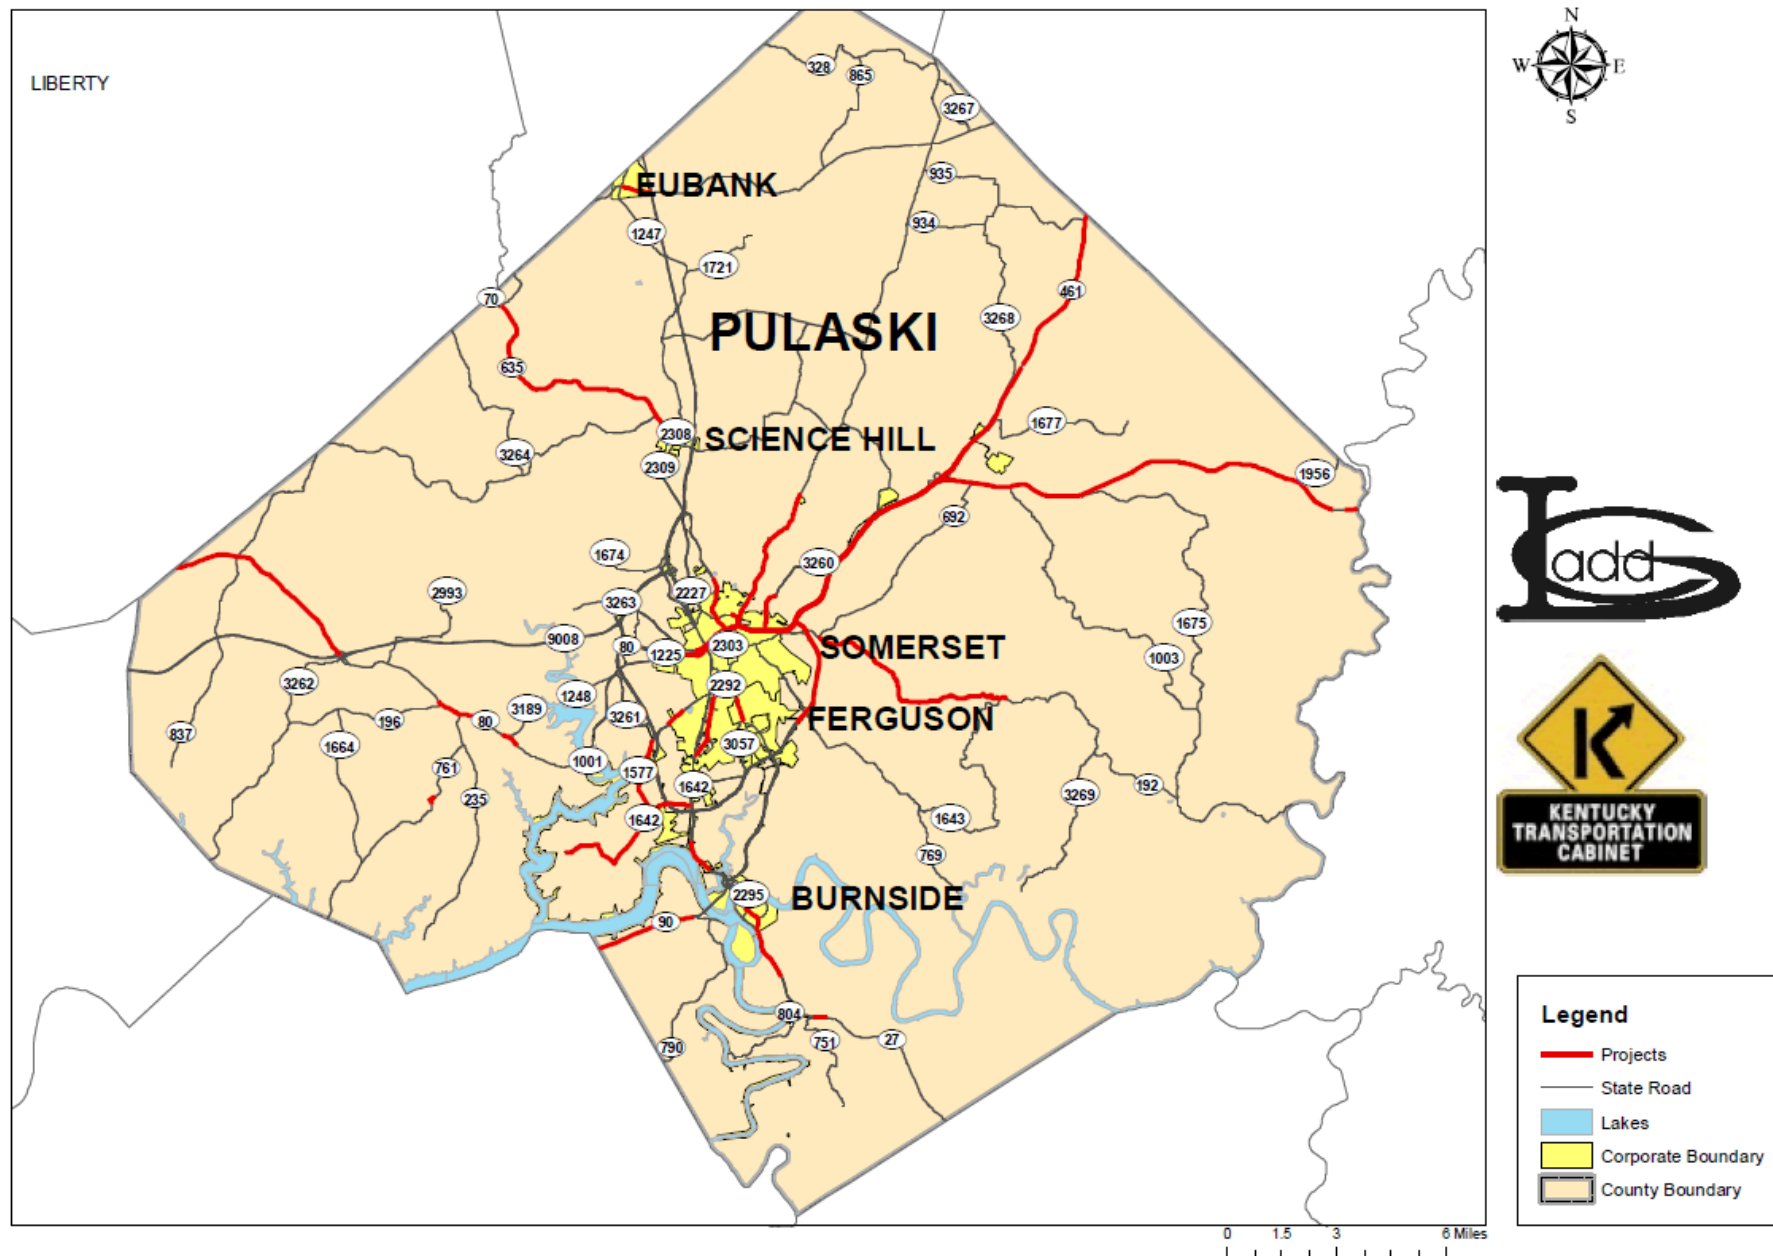 N
W E
S
LIBERTY
328
865
3267
935
EUBANK
934
1247
1721
70
461
3268
PULASKI
635
1677
2308
SCIENCE HILL
3264
2309
1956
692
1674
3260
2993
2227
3263
1675
9008
80
1225
2303
SOMERSET
1003
3262
2292
1248
3189
3261
196
80
FERGUSON
837
1664
3057
761
1001
1577
1642
192
235
3269
1642
1643
769
2295
BURNSIDE
90
804
790
751
27
L
add
G
K
KENTUCKY
TRANSPORTATION
CABINET
Legend
Projects
State Road
Lakes
Corporate Boundary
County Boundary
0 1.5 3 6 Miles